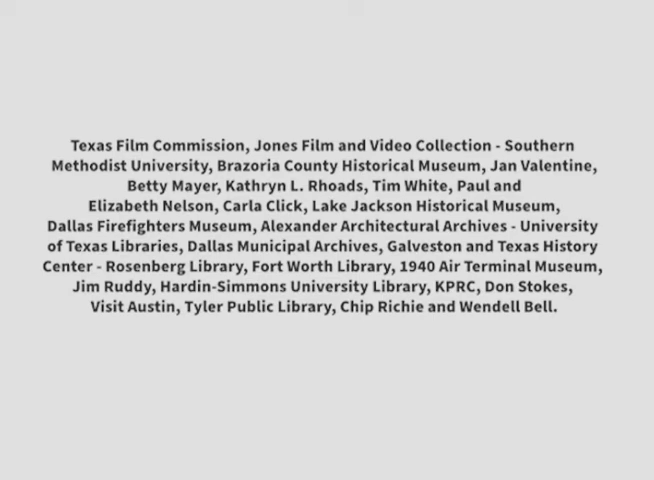 Texas Film Commission, Jones Film and Video Collection - Southern
Methodist University, Brazoria County Historical Museum, Jan Valentine,
Betty Mayer, Kathryn L. Rhoads, Tim White, Paul and
Elizabeth Nelson, Carla Click, Lake Jackson Historical Museum,
Dallas Firefighters Museum, Alexander Architectural Archives - University
of Texas Libraries, Dallas Municipal Archives, Galveston and Texas History
Center - Rosenberg Library, Fort Worth Library, 1940 Air Terminal Museum,
Jim Ruddy, Hardin-Simmons University Library, KPRC, Don Stokes,
Visit Austin, Tyler Public Library, Chip Richie and Wendell Bell.